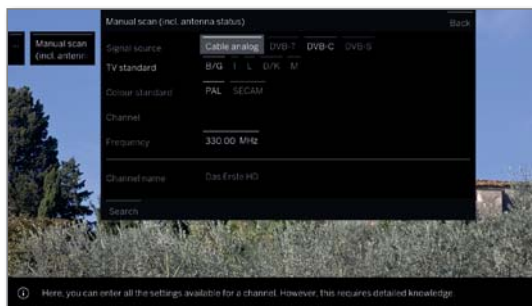 Manual scan (incl. antenna status)
Back
...
Manual scan
(incl. antenn
Signal source
Cable analog DVB-T DVB-C DVB-S
TV standard
B/G I L D/K M
Colour standard
PAL SECAM
Channel
Frequency
330.00 MHz
Channel name
Das Erste HD
Search
Here, you can enter all the settings available for a channel. However, this requires detailed knowledge.